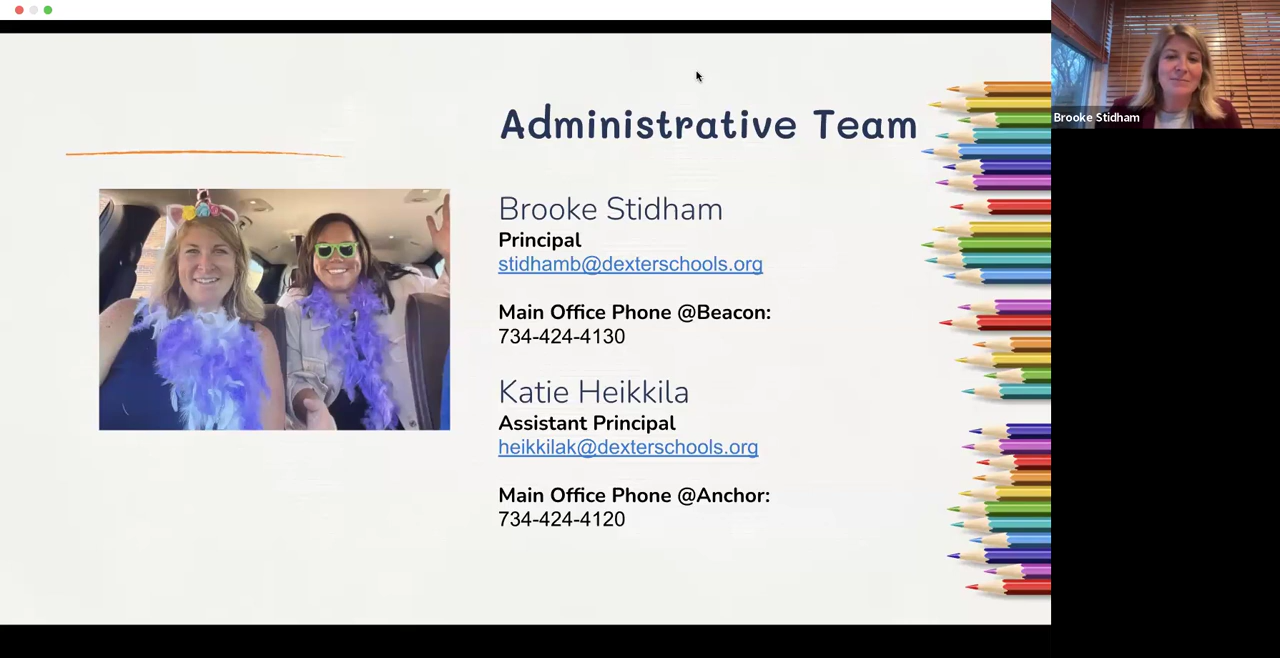 Administrative Team
Brooke Stidham
Principal
stidhamb@dexterschools.org
Main Office Phone @Beacon:
734-424-4130
Katie Heikkila
Assistant Principal
heikkilak@dexterschools.org
Main Office Phone @Anchor:
734-424-4120
Brooke Stidham